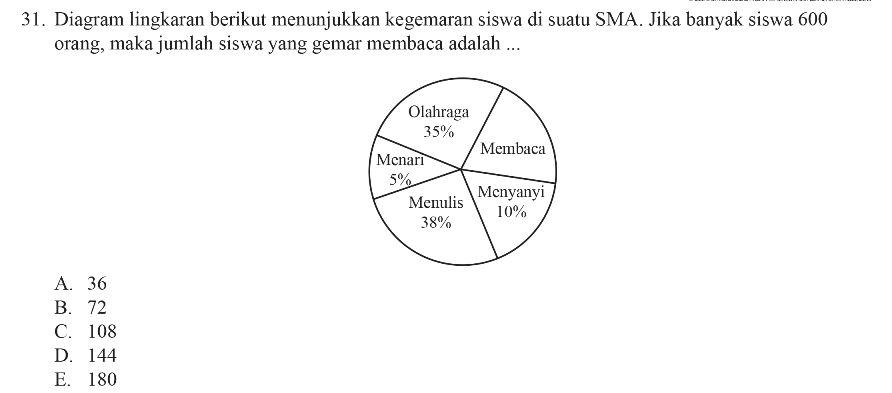 31. Diagram lingkaran berikut menunjukkan kegemaran siswa di suatu SMA. Jika banyak siswa 600
orang, maka jumlah siswa yang gemar membaca adalah ...
Olahraga
35%
Membaca
Menari
5%
Menyanyi
10%
Menulis
38%
A. 36
B. 72
C. 108
D. 144
E. 180